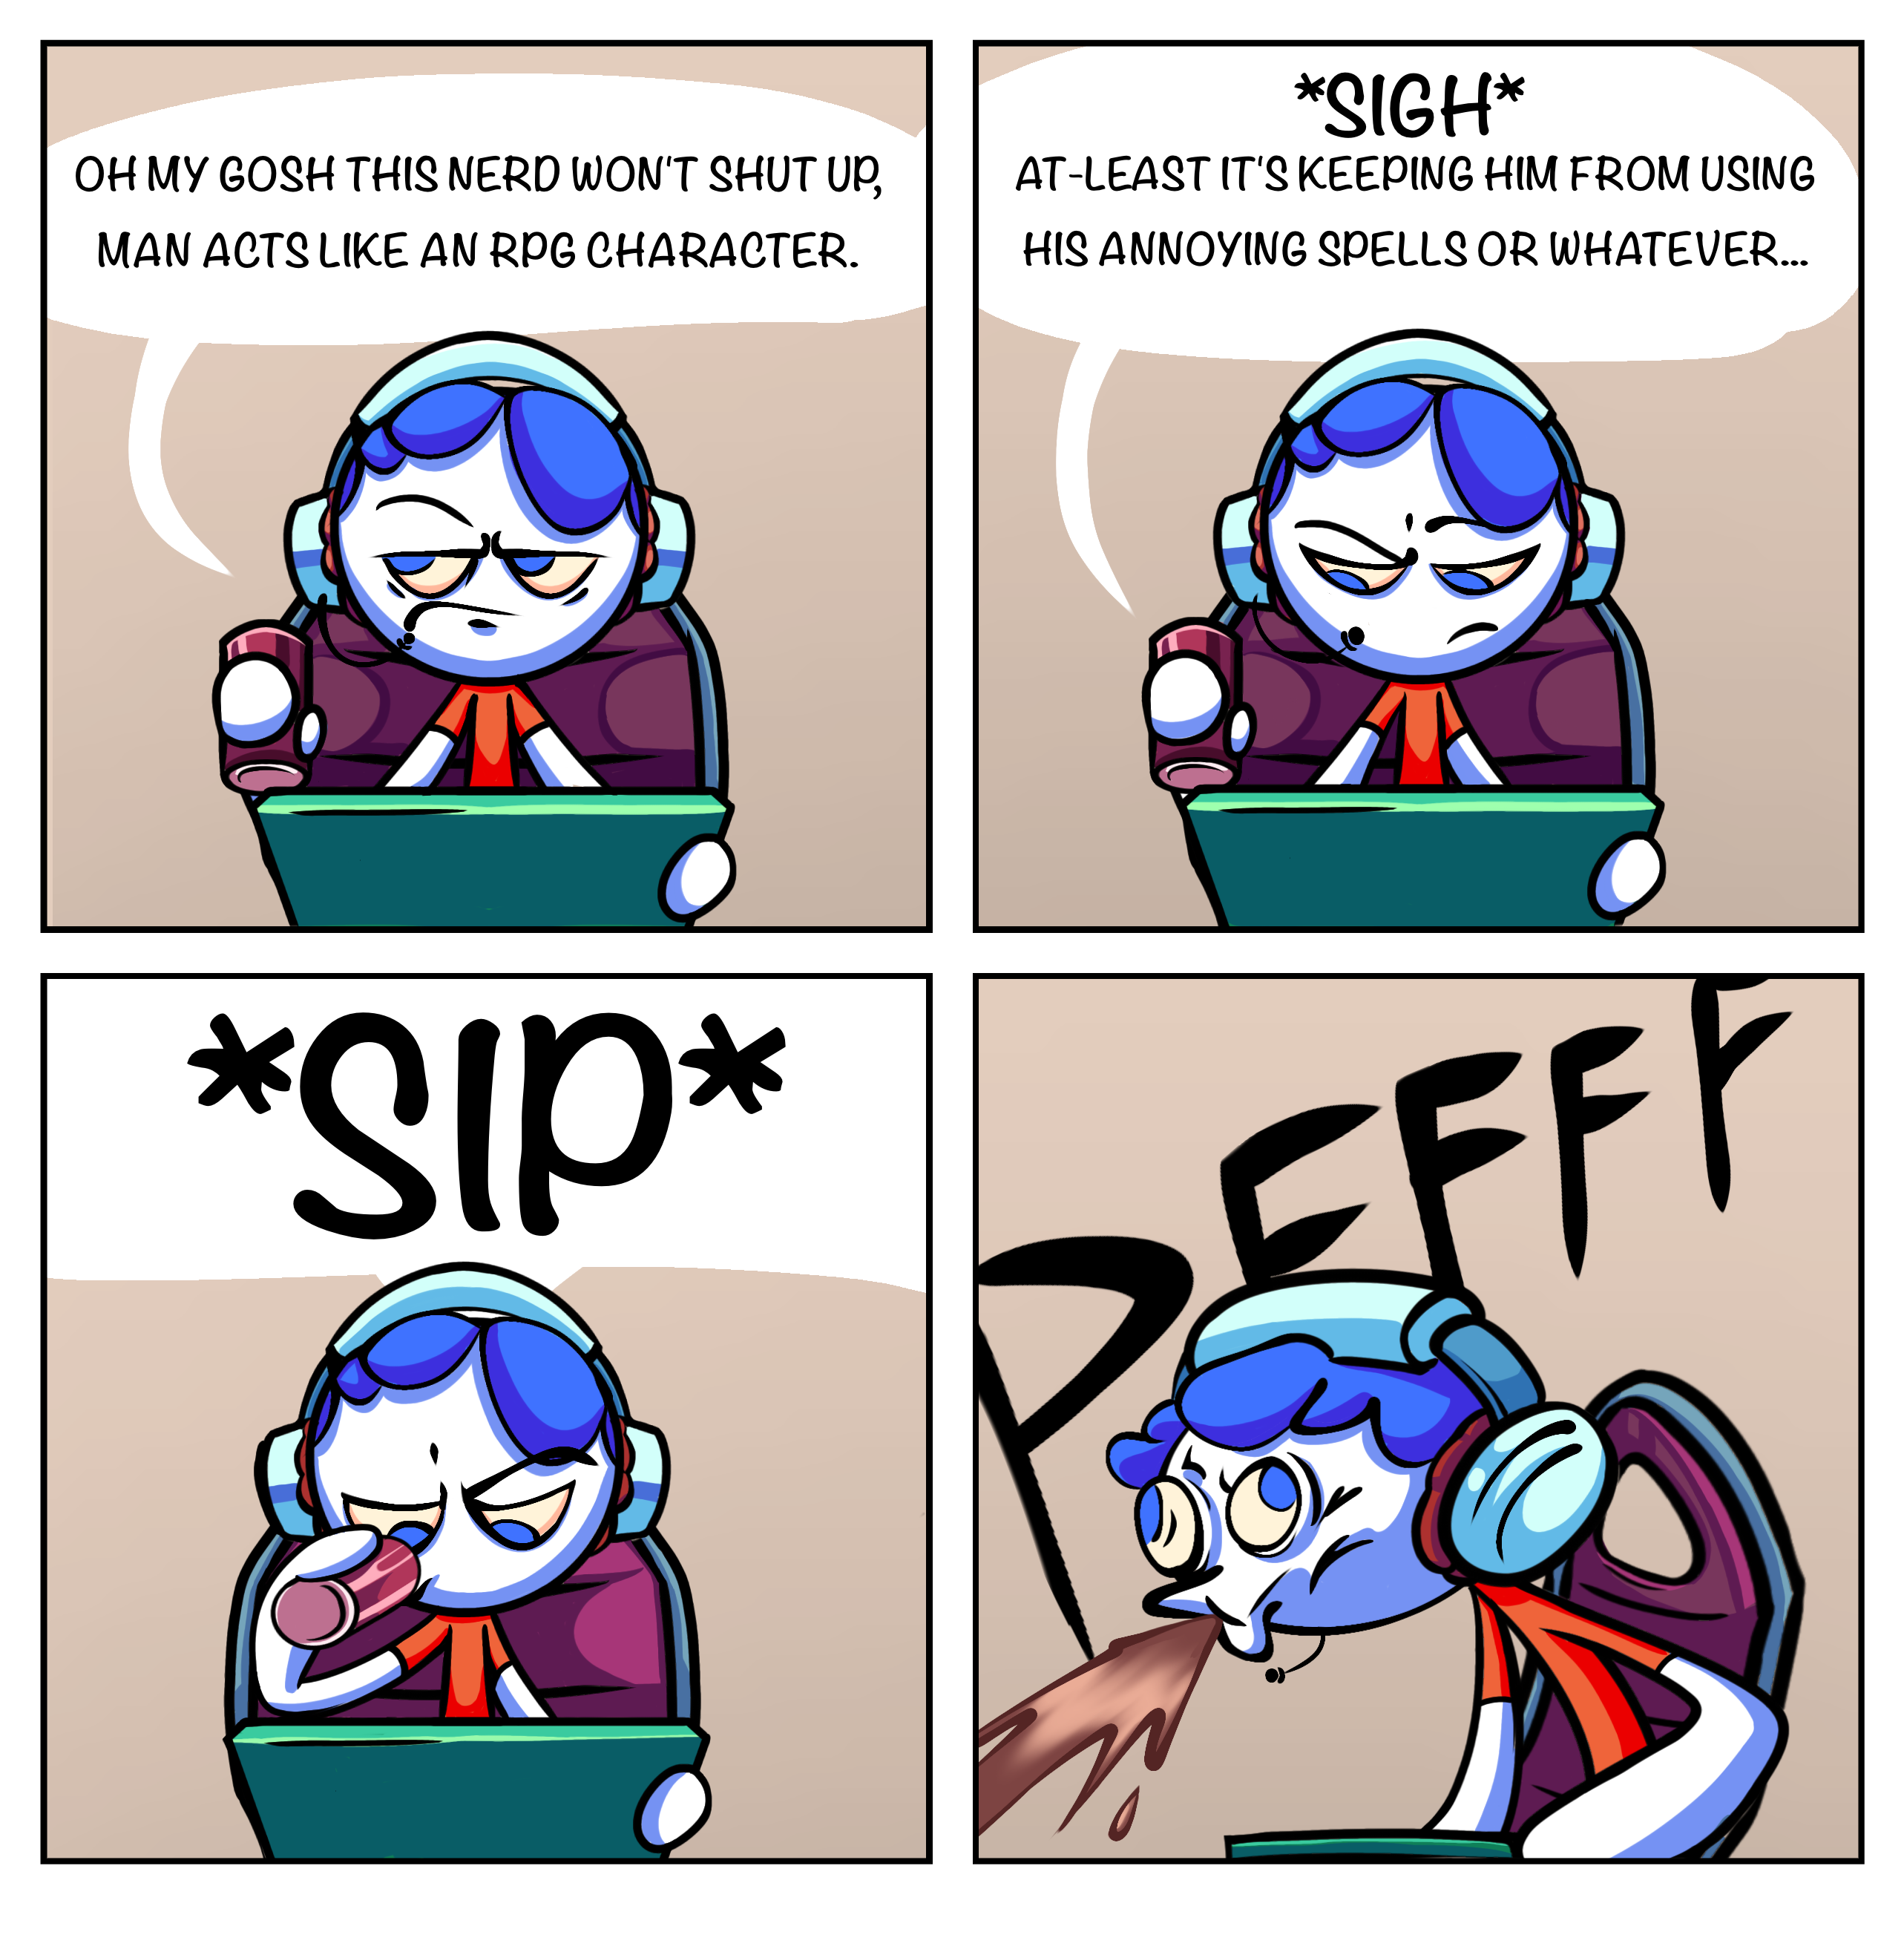 OH MY GOSH THIS NERD WON'T SHUT UP,
MAN ACTS LIKE AN RPG CHARACTER.
*SIGH*
AT-LEAST IT'S KEEPING HIM FROM USING
HIS ANNOYING SPELLS OR WHATEVER...
*SIP*
PEFFF